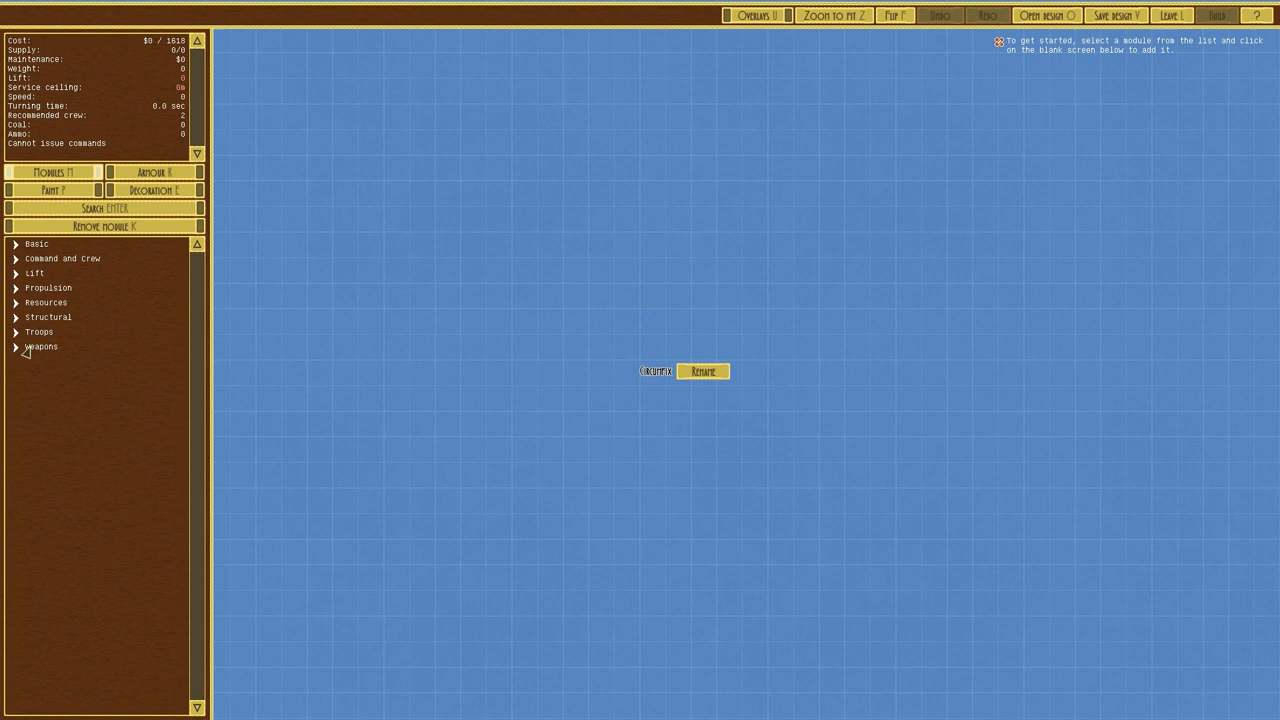 Overlays U Zoom to fit Z Flip F Undo Redo Open design O Save design V Leave L Build ?
Cost: $0 / 1618
Supply: 0/0
Maintenance: $0
Weight: 0
Lift: 0
Service ceiling: 0m
Speed: 0
Turning time: 0.0 sec
Recommended crew: 2
Coal: 0
Ammo: 0
Cannot issue commands
To get started, select a module from the list and click
on the blank screen below to add it.
Modules M Armour R
Paint P Decoration E
Search ENTER
Remove module K
Basic
Command and Crew
Lift
Propulsion
Resources
Structural
Troops
Weapons
Circumfix Rename